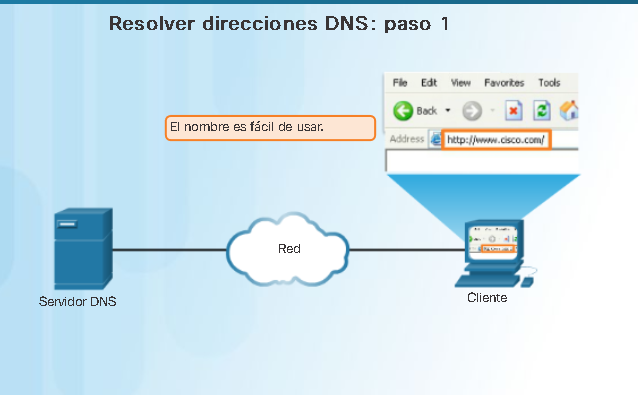 Resolver direcciones DNS: paso 1
File Edit View Favorites Tools
Back
El nombre es fácil de usar.
Address http://www.cisco.com/
Red
Servidor DNS
Cliente